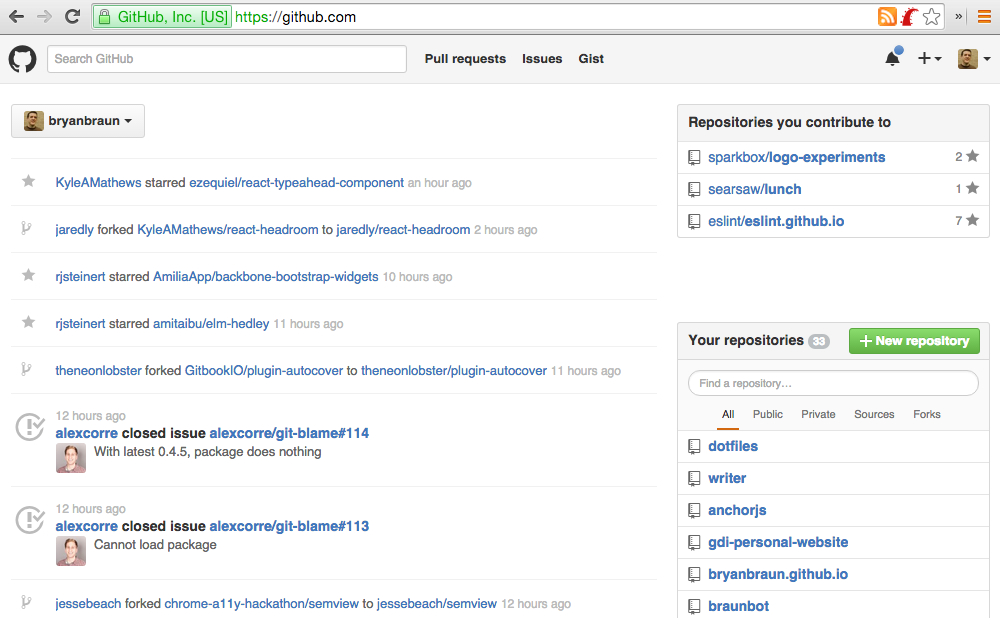 GitHub, Inc. [US] https://github.com
»
Search GitHub
Pull requests Issues Gist
bryanbraun
KyleAMathews starred ezequiel/react-typeahead-component an hour ago
jaredly forked KyleAMathews/react-headroom to jaredly/react-headroom 2 hours ago
rjsteinert starred AmiliaApp/backbone-bootstrap-widgets 10 hours ago
rjsteinert starred amitaibu/elm-hedley 11 hours ago
theneonlobster forked GitbookIO/plugin-autocover to theneonlobster/plugin-autocover 11 hours ago
12 hours ago
alexcorre closed issue alexcorre/git-blame#114
With latest 0.4.5, package does nothing
12 hours ago
alexcorre closed issue alexcorre/git-blame#113
Cannot load package
jessebeach forked chrome-a11y-hackathon/semview to jessebeach/semview 12 hours ago
Repositories you contribute to
sparkbox/logo-experiments 2
searsaw/lunch 1
eslint/eslint.github.io 7
Your repositories 33 New repository
Find a repository...
All Public Private Sources Forks
dotfiles
writer
anchorjs
gdi-personal-website
bryanbraun.github.io
braunbot